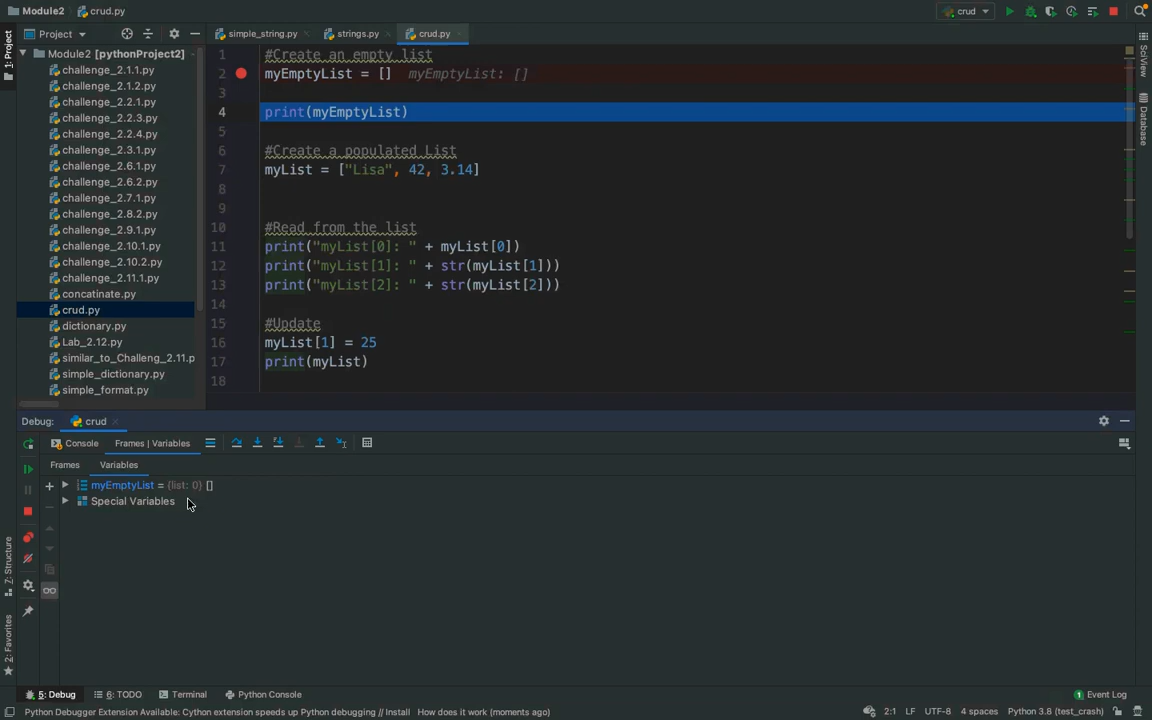 Module2 crud.py
crud
Project
simple_string.py strings.py crud.py
1: Project
Module2 [pythonProject2]
challenge_2.1.1.py
challenge_2.1.2.py
challenge_2.2.1.py
challenge_2.2.3.py
challenge_2.2.4.py
challenge_2.3.1.py
challenge_2.6.1.py
challenge_2.6.2.py
challenge_2.7.1.py
challenge_2.8.2.py
challenge_2.9.1.py
challenge_2.10.1.py
challenge_2.10.2.py
challenge_2.11.1.py
concatinate.py
crud.py
dictionary.py
Lab_2.12.py
similar_to_Challeng_2.11.p
simple_dictionary.py
simple_format.py
1 #Create an empty list
2 myEmptyList = [] myEmptyList: []
3
4 print(myEmptyList)
5
6 #Create a populated List
7 myList = ["Lisa", 42, 3.14]
8
9
10 #Read from the list
11 print("myList[0]: " + myList[0])
12 print("myList[1]: " + str(myList[1]))
13 print("myList[2]: " + str(myList[2]))
14
15 #Update
16 myList[1] = 25
17 print(myList)
18
SciView
Database
Debug: crud
Console Frames | Variables
Frames Variables
myEmptyList = {list: 0} []
Special Variables
Z: Structure
2: Favorites
5: Debug 6: TODO Terminal Python Console 1 Event Log
Python Debugger Extension Available: Cython extension speeds up Python debugging // Install How does it work (moments ago) 2:1 LF UTF-8 4 spaces Python 3.8 (test_crash)